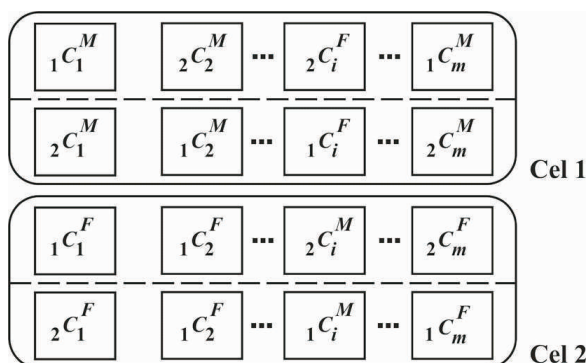 ₁C₁ᴹ ₂C₂ᴹ ... ₂Cᵢꟳ ... ₁Cₘᴹ
₂C₁ᴹ ₁C₂ᴹ ... ₁Cᵢꟳ ... ₂Cₘᴹ
Cel 1
₁C₁ꟳ ₁C₂ꟳ ... ₂Cᵢᴹ ... ₂Cₘꟳ
₂C₁ꟳ ₁C₂ꟳ ... ₁Cᵢᴹ ... ₁Cₘꟳ
Cel 2